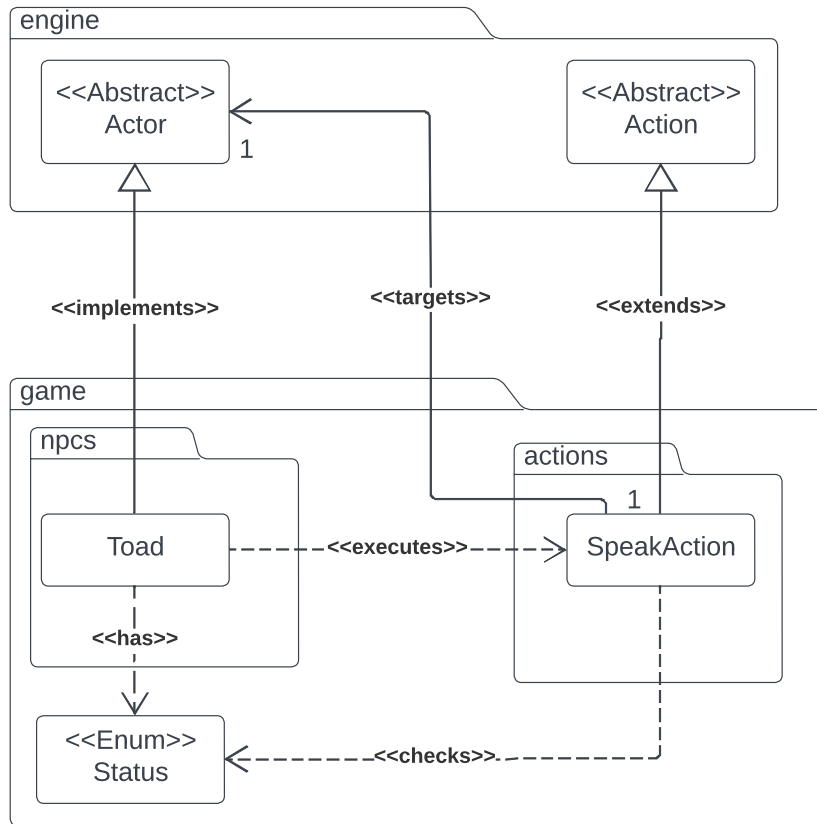 engine
<<Abstract>>
Actor
<<Abstract>>
Action
1
<<implements>>
<<targets>>
<<extends>>
game
npcs
actions
1
Toad
<<executes>>
SpeakAction
<<has>>
<<Enum>>
Status
<<checks>>